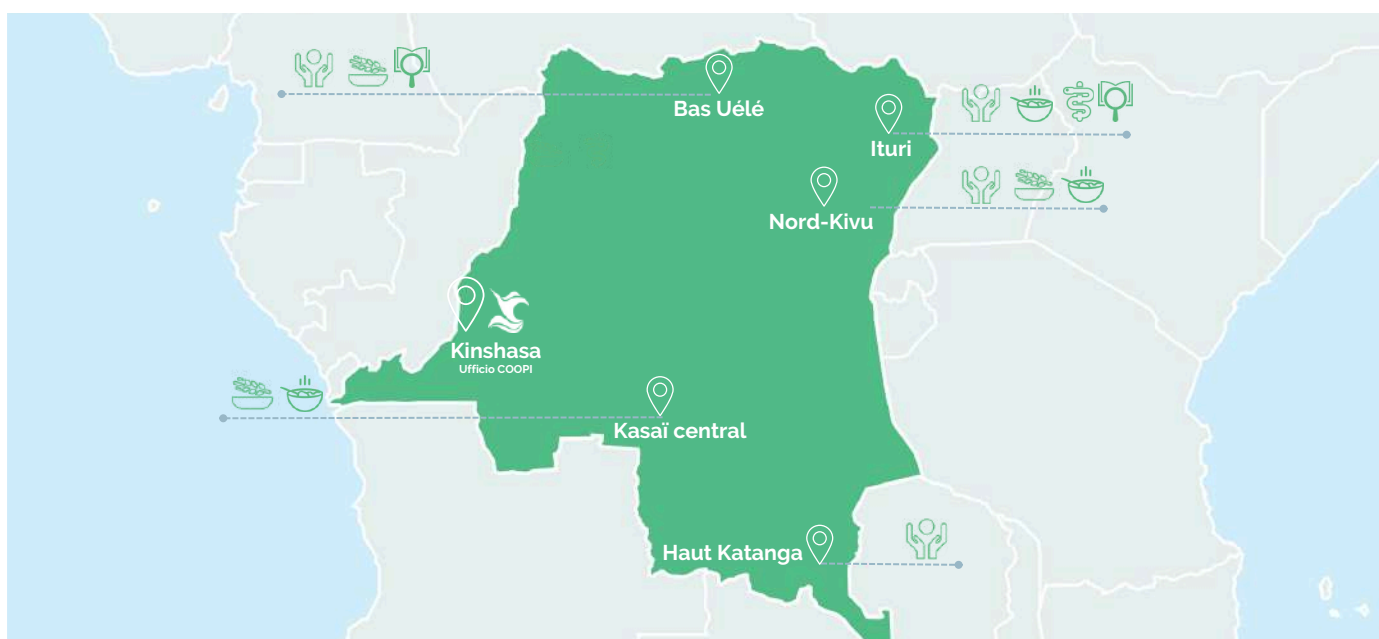 Bas Uélé
Ituri
Nord-Kivu
Kinshasa
Ufficio COOPI
Kasaï central
Haut Katanga